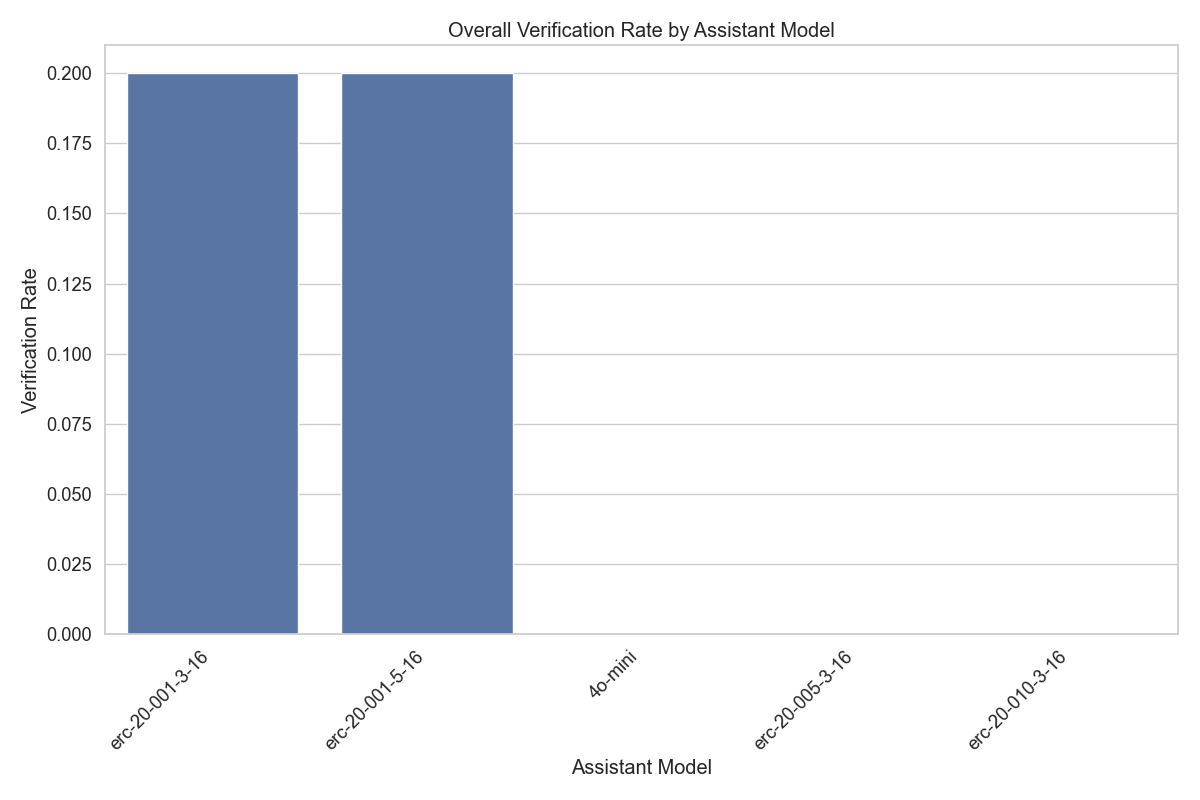 Overall Verification Rate by Assistant Model
Verification Rate
0.200
0.175
0.150
0.125
0.100
0.075
0.050
0.025
0.000
erc-20-001-3-16
erc-20-001-5-16
4o-mini
erc-20-005-3-16
erc-20-010-3-16
Assistant Model